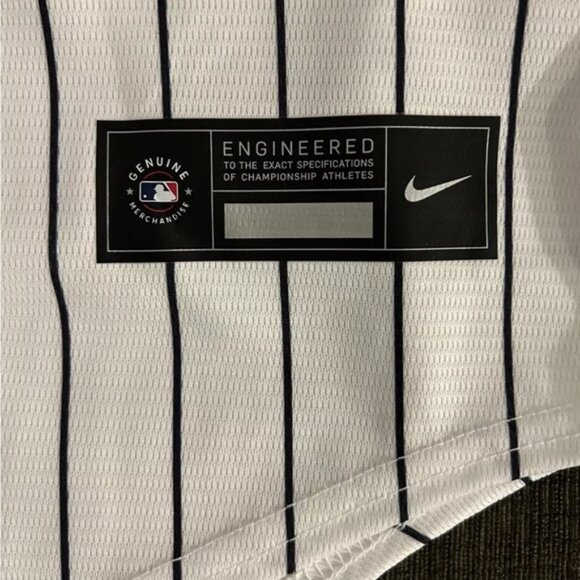 GENUINE
MERCHANDISE
ENGINEERED
TO THE EXACT SPECIFICATIONS
OF CHAMPIONSHIP ATHLETES